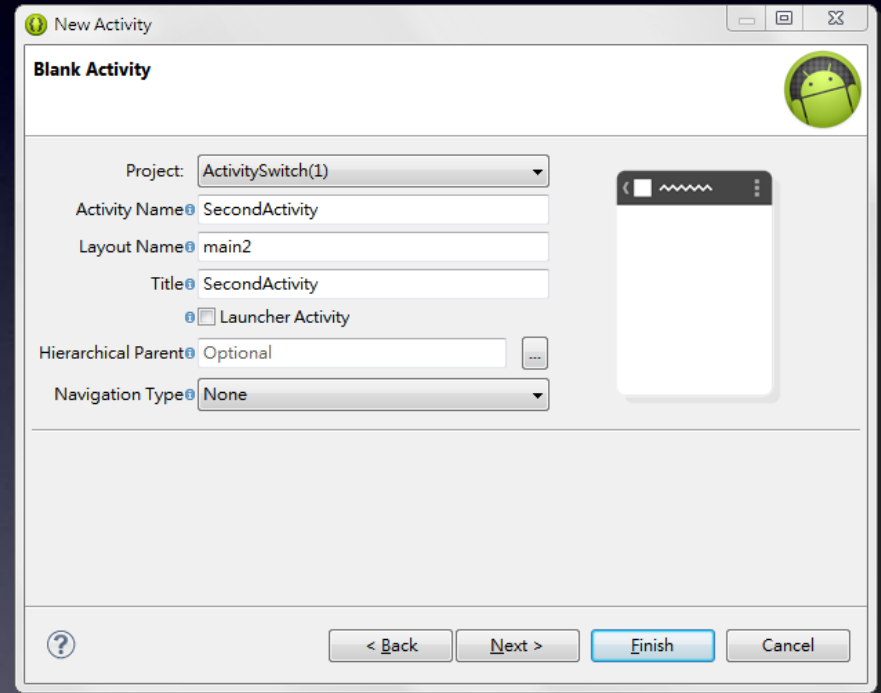 New Activity
Blank Activity
Project: ActivitySwitch(1)
Activity Name SecondActivity
Layout Name main2
Title SecondActivity
Launcher Activity
Hierarchical Parent Optional ...
Navigation Type None
< Back Next > Finish Cancel